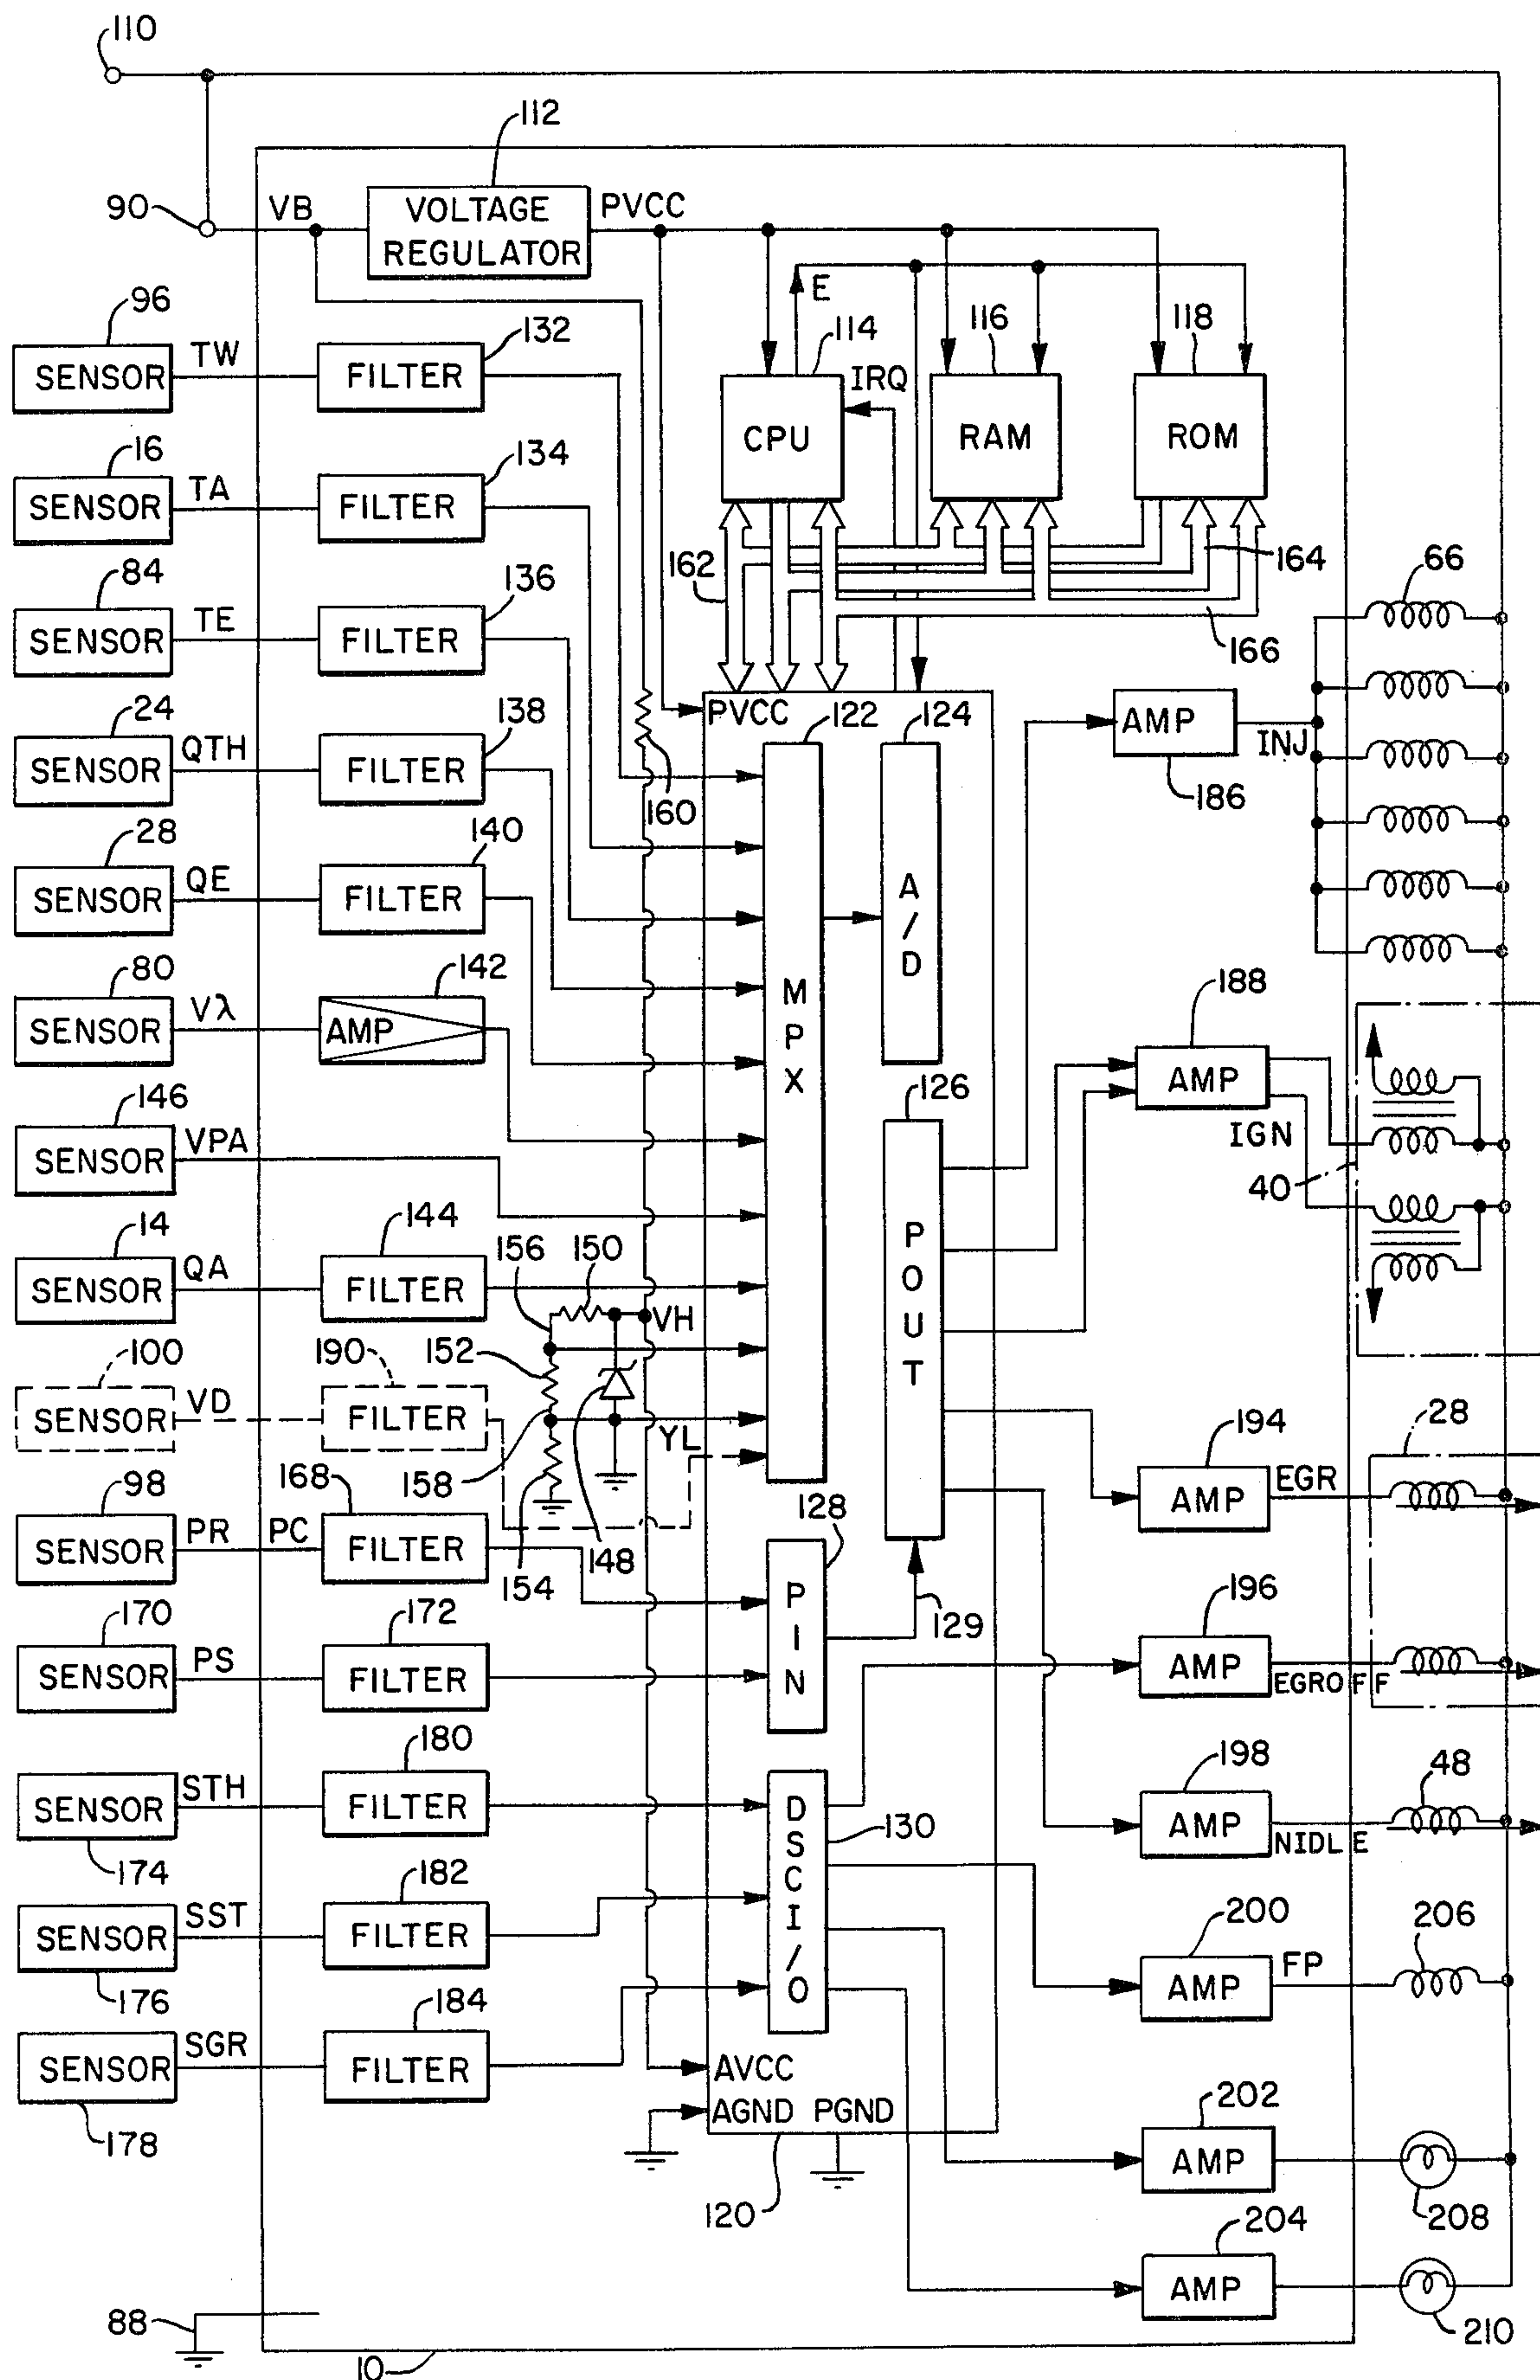 110
112
90
VB
VOLTAGE
REGULATOR
PVCC
96
SENSOR
TW
132
FILTER
E
114
CPU
IRQ
116
RAM
118
ROM
16
SENSOR
TA
134
FILTER
162
164
166
84
SENSOR
TE
136
FILTER
66
24
SENSOR
QTH
138
FILTER
160
PVCC
122
124
AMP
INJ
186
28
SENSOR
QE
140
FILTER
A/D
MPX
80
SENSOR
Vλ
142
AMP
146
SENSOR
VPA
126
POUT
188
AMP
IGN
40
14
SENSOR
QA
144
FILTER
156
150
VH
100
SENSOR
VD
190
FILTER
152
YL
158
154
148
194
AMP
EGR
28
98
SENSOR
PR
PC
168
FILTER
128
PIN
129
170
SENSOR
PS
172
FILTER
196
AMP
EGROFF
SENSOR
STH
174
180
FILTER
DSCI/O
130
198
AMP
NIDLE
48
SENSOR
SST
176
182
FILTER
200
AMP
FP
206
SENSOR
SGR
178
184
FILTER
AVCC
AGND
PGND
120
202
AMP
208
204
AMP
210
88
10